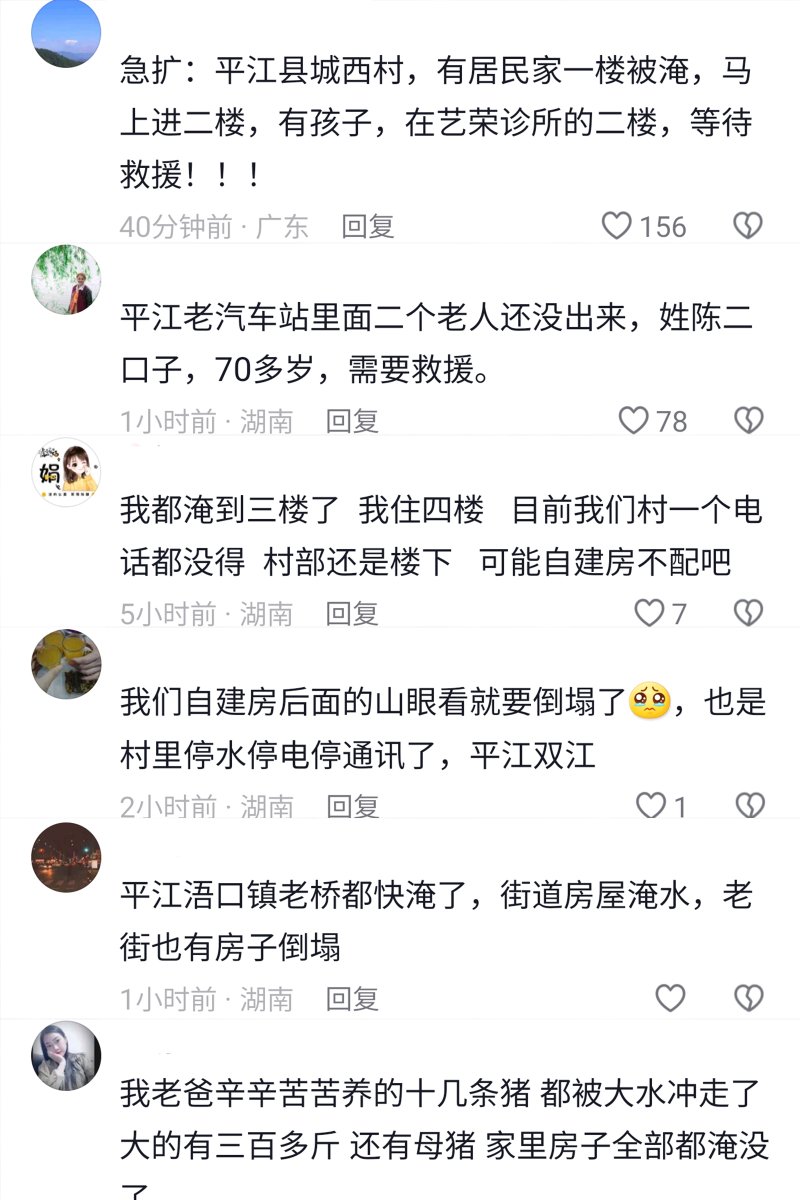 急扩：平江县城西村，有居民家一楼被淹，马
上进二楼，有孩子，在艺荣诊所的二楼，等待
救援！！！
40分钟前 · 广东 回复 156
平江老汽车站里面二个老人还没出来，姓陈二
口子，70多岁，需要救援。
1小时前 · 湖南 回复 78
娟
我都淹到三楼了 我住四楼 目前我们村一个电
话都没得 村部还是楼下 可能自建房不配吧
5小时前 · 湖南 回复 7
我们自建房后面的山眼看就要倒塌了🥹，也是
村里停水停电停通讯了，平江双江
2小时前 · 湖南 回复 1
平江浯口镇老桥都快淹了，街道房屋淹水，老
街也有房子倒塌
1小时前 · 湖南 回复
我老爸辛辛苦苦养的十几条猪 都被大水冲走了
大的有三百多斤 还有母猪 家里房子全部都淹没
了